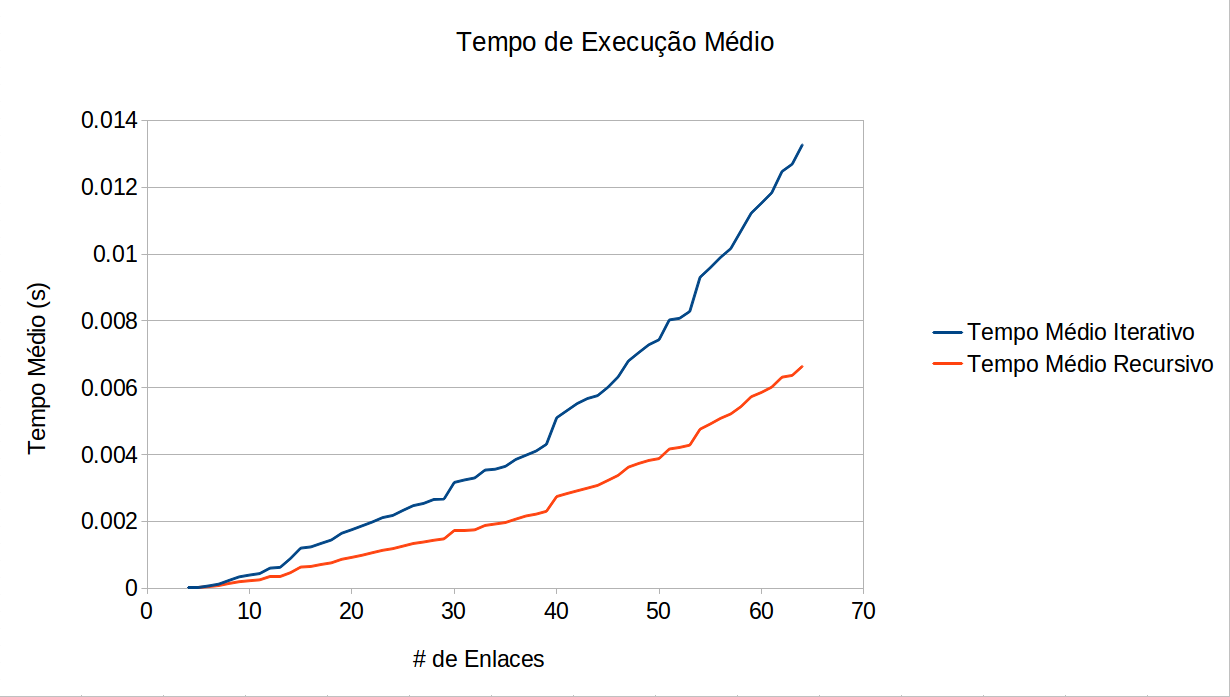 Tempo de Execução Médio
0.014
0.012
0.01
0.008
0.006
0.004
0.002
0
Tempo Médio (s)
0 10 20 30 40 50 60 70
# de Enlaces
Tempo Médio Iterativo
Tempo Médio Recursivo